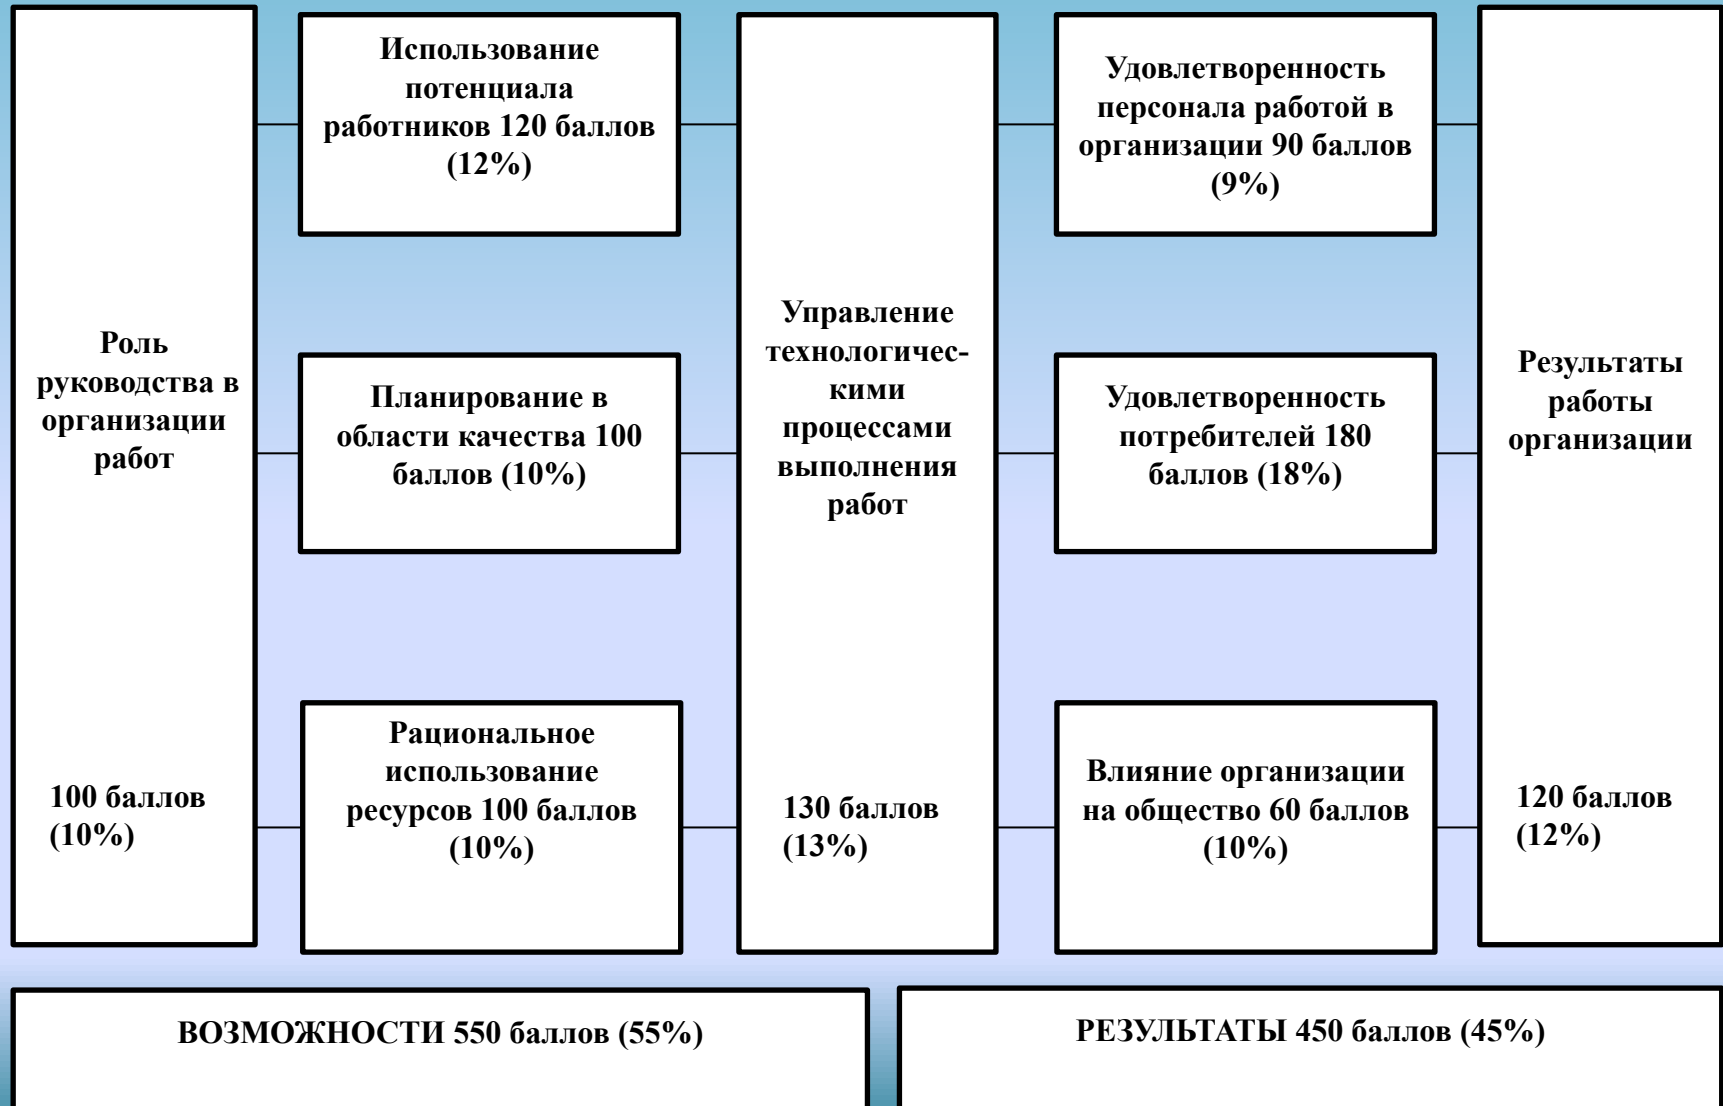 Роль
руководства в
организации
работ
100 баллов
(10%)
Использование
потенциала
работников 120 баллов
(12%)
Планирование в
области качества 100
баллов (10%)
Рациональное
использование
ресурсов 100 баллов
(10%)
Управление
технологичес-
кими
процессами
выполнения
работ
130 баллов
(13%)
Удовлетворенность
персонала работой в
организации 90 баллов
(9%)
Удовлетворенность
потребителей 180
баллов (18%)
Влияние организации
на общество 60 баллов
(10%)
Результаты
работы
организации
120 баллов
(12%)
ВОЗМОЖНОСТИ 550 баллов (55%)
РЕЗУЛЬТАТЫ 450 баллов (45%)